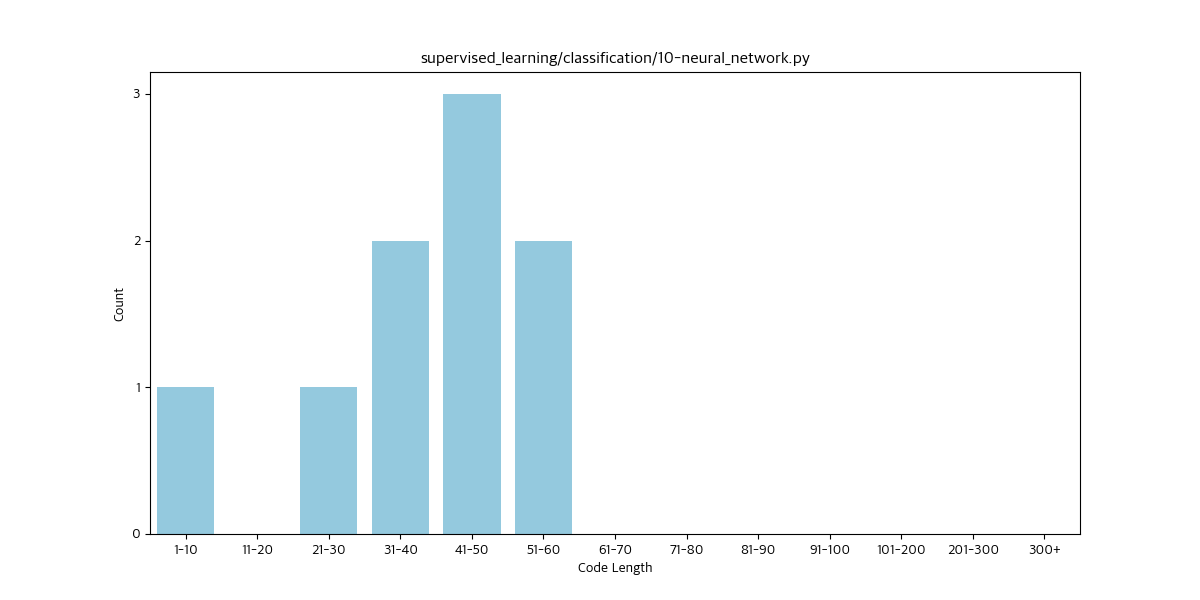 supervised_learning/classification/10-neural_network.py
3
2
1
0
Count
1-10 11-20 21-30 31-40 41-50 51-60 61-70 71-80 81-90 91-100 101-200 201-300 300+
Code Length